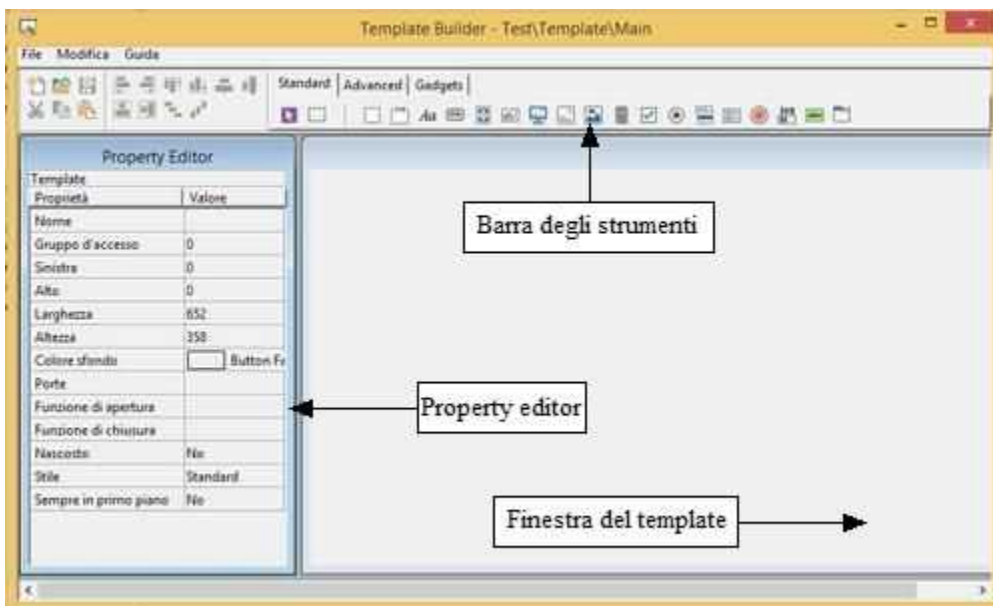 Template Builder - Test\Template\Main
File Modifica Guida
Standard Advanced Gadgets
Aa
Property Editor
Template
Proprietà Valore
Nome
Gruppo d'accesso 0
Sinistra 0
Alto 0
Larghezza 652
Altezza 358
Colore sfondo Button Fa
Porte
Funzione di apertura
Funzione di chiusura
Nascosto No
Stile Standard
Sempre in primo piano No
Barra degli strumenti
Property editor
Finestra del template